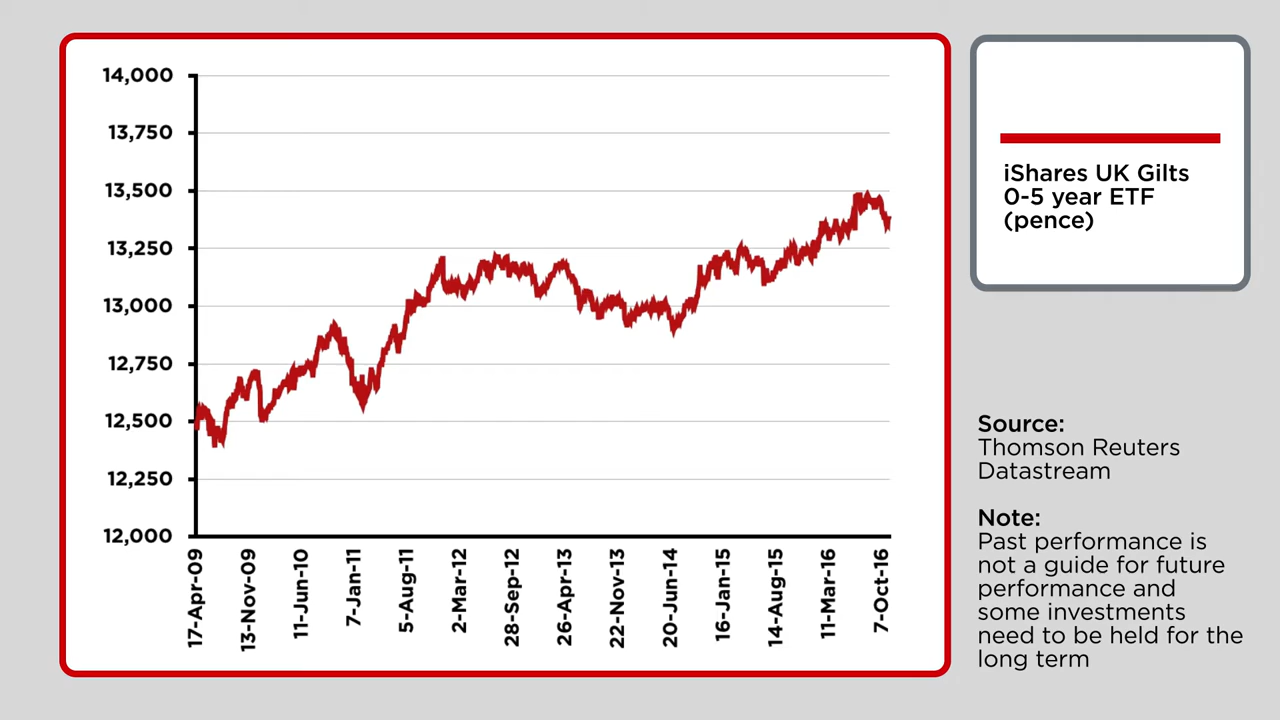 14,000
13,750
13,500
13,250
13,000
12,750
12,500
12,250
12,000
17-Apr-09
13-Nov-09
11-Jun-10
7-Jan-11
5-Aug-11
2-Mar-12
28-Sep-12
26-Apr-13
22-Nov-13
20-Jun-14
16-Jan-15
14-Aug-15
11-Mar-16
7-Oct-16
iShares UK Gilts
0-5 year ETF
(pence)
Source:
Thomson Reuters
Datastream
Note:
Past performance is
not a guide for future
performance and
some investments
need to be held for the
long term